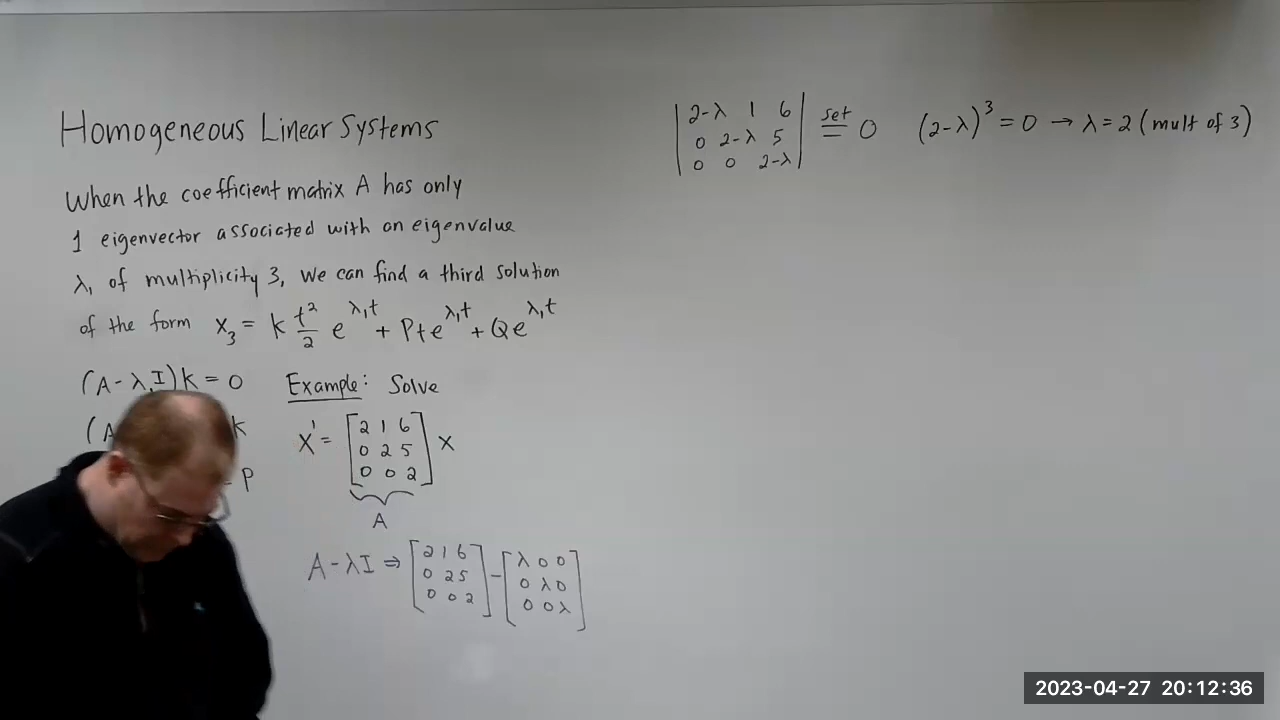 Homogeneous Linear Systems
When the coefficient matrix A has only
1 eigenvector associated with an eigenvalue
λ₁ of multiplicity 3, we can find a third solution
of the form X₃ = K t²/2 e^λ₁t + Pte^λ₁t + Qe^λ₁t
(A - λ₁I)K = 0
(A K
- P
Example: Solve
X' = [2 1 6
0 2 5
0 0 2] X
A
A - λI ⇒ [2 1 6 - [λ 0 0
0 2 5 0 λ 0
0 0 2] 0 0 λ]
|2-λ 1 6
0 2-λ 5
0 0 2-λ| set = 0 (2-λ)³ = 0 → λ = 2 (mult of 3)
2023-04-27 20:12:36